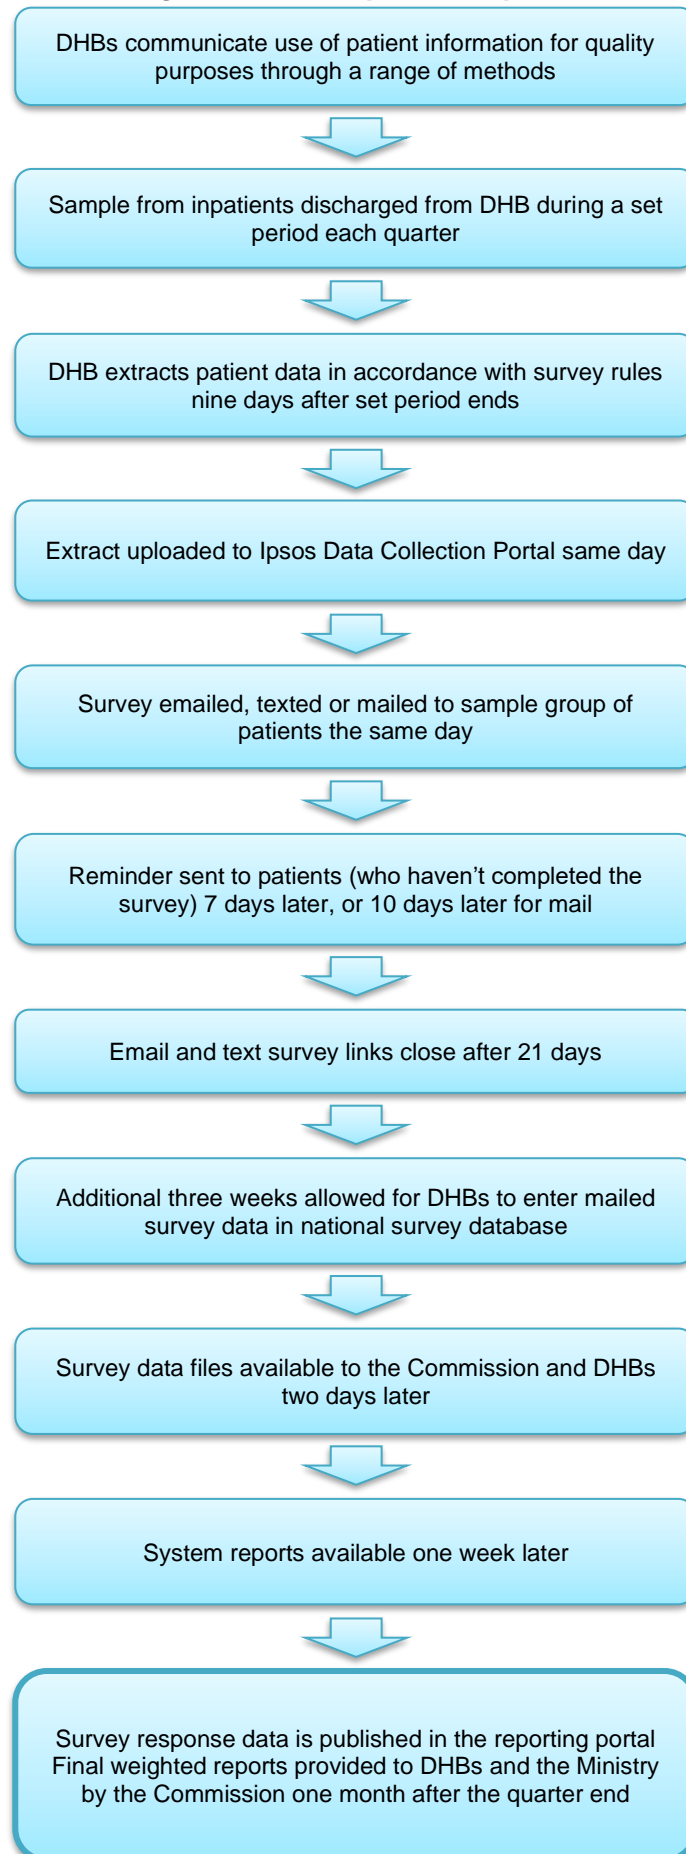 DHBs communicate use of patient information for quality
purposes through a range of methods
Sample from inpatients discharged from DHB during a set
period each quarter
DHB extracts patient data in accordance with survey rules
nine days after set period ends
Extract uploaded to Ipsos Data Collection Portal same day
Survey emailed, texted or mailed to sample group of
patients the same day
Reminder sent to patients (who haven’t completed the
survey) 7 days later, or 10 days later for mail
Email and text survey links close after 21 days
Additional three weeks allowed for DHBs to enter mailed
survey data in national survey database
Survey data files available to the Commission and DHBs
two days later
System reports available one week later
Survey response data is published in the reporting portal
Final weighted reports provided to DHBs and the Ministry
by the Commission one month after the quarter end